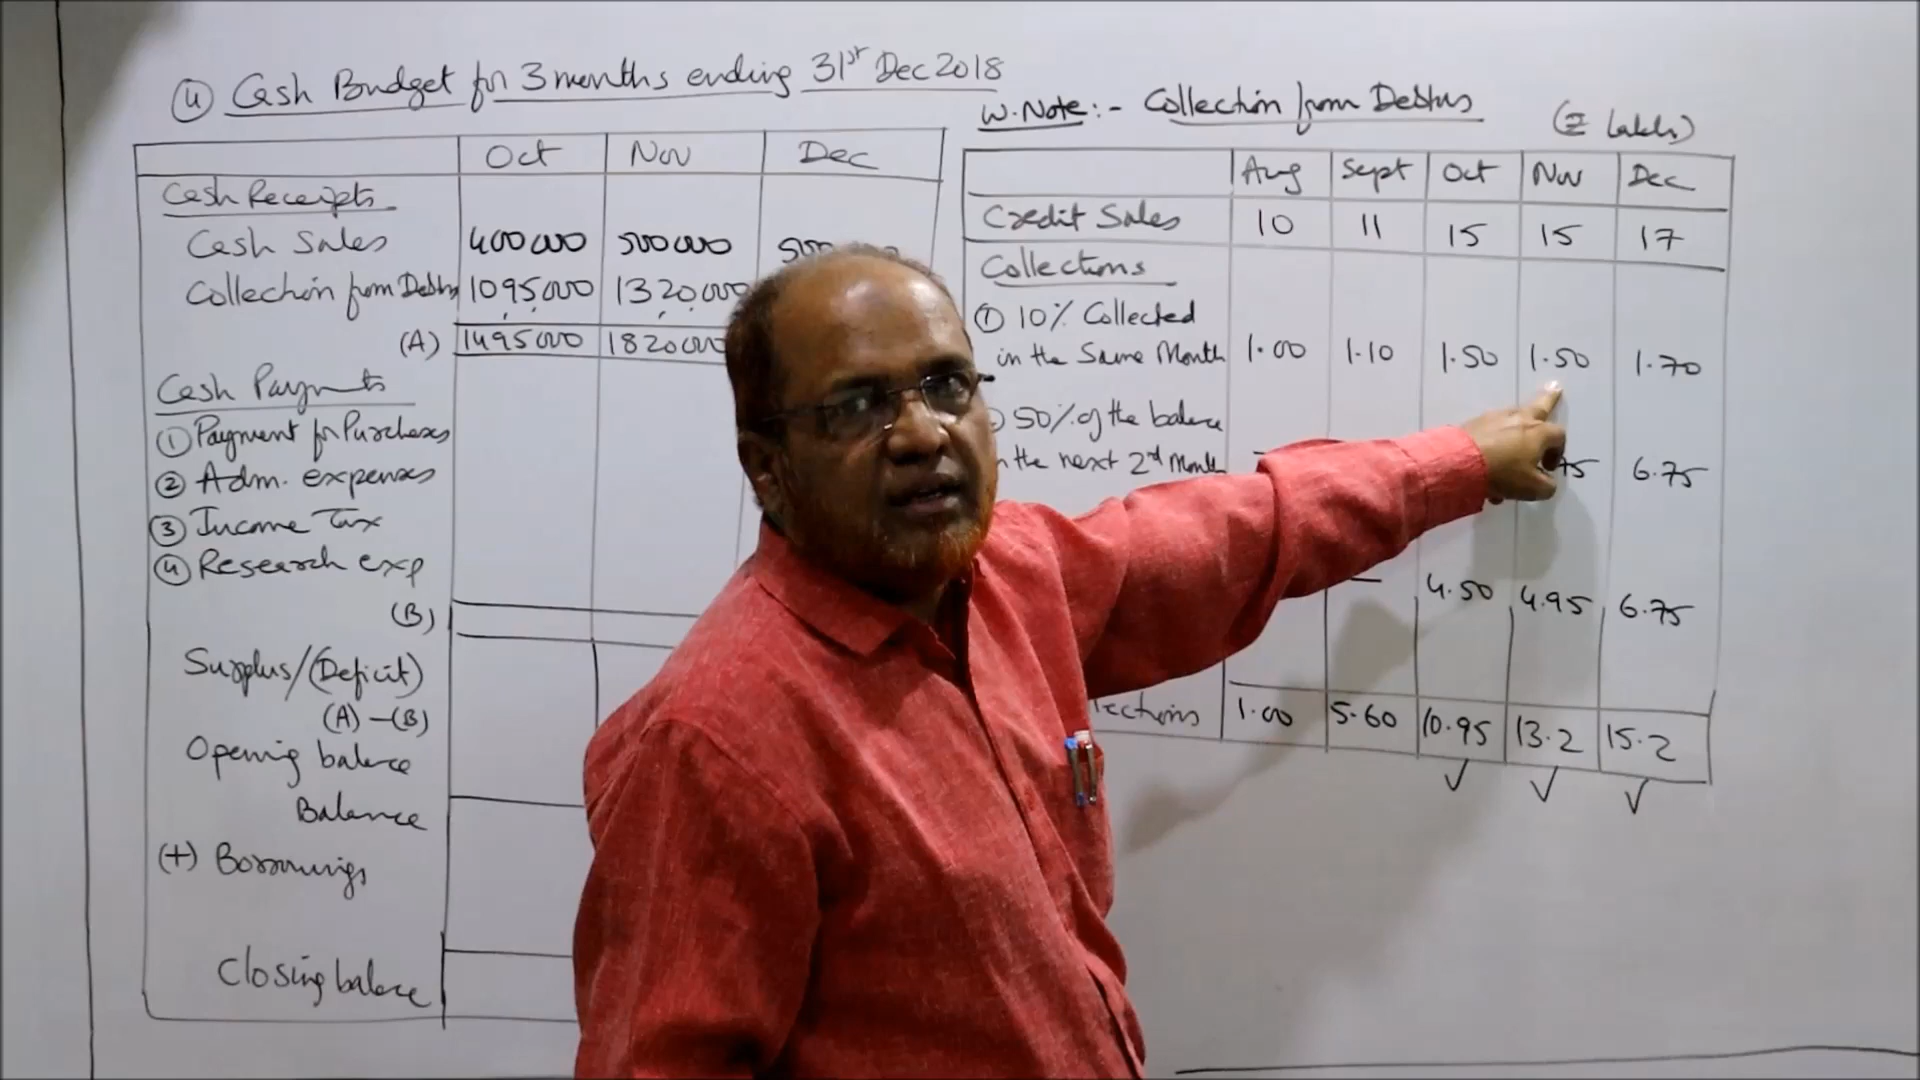 (4) Cash Budget for 3 months ending 31st Dec 2018
Oct Nov Dec
Cash Receipts
Cash Sales 400000 500000
Collection from Debtors 1095000 1320000
(A) 1495000 1820000
Cash Payments
(1) Payment for Purchases
(2) Adm. expenses
(3) Income Tax
(4) Research exp
(B)
Surplus/(Deficit)
(A) - (B)
Opening balance
Balance
(+) Borrowings
Closing balance
W. Note:- Collection from Debtors (₹ lakhs)
Aug Sept Oct Nov Dec
Credit Sales 10 11 15 15 17
Collections
(1) 10% Collected
in the Same Month 1.00 1.10 1.50 1.50 1.70
50% of the balance
the next 2nd Month 6.75
4.50 4.95 6.75
1.00 5.60 10.95 13.2 15.2